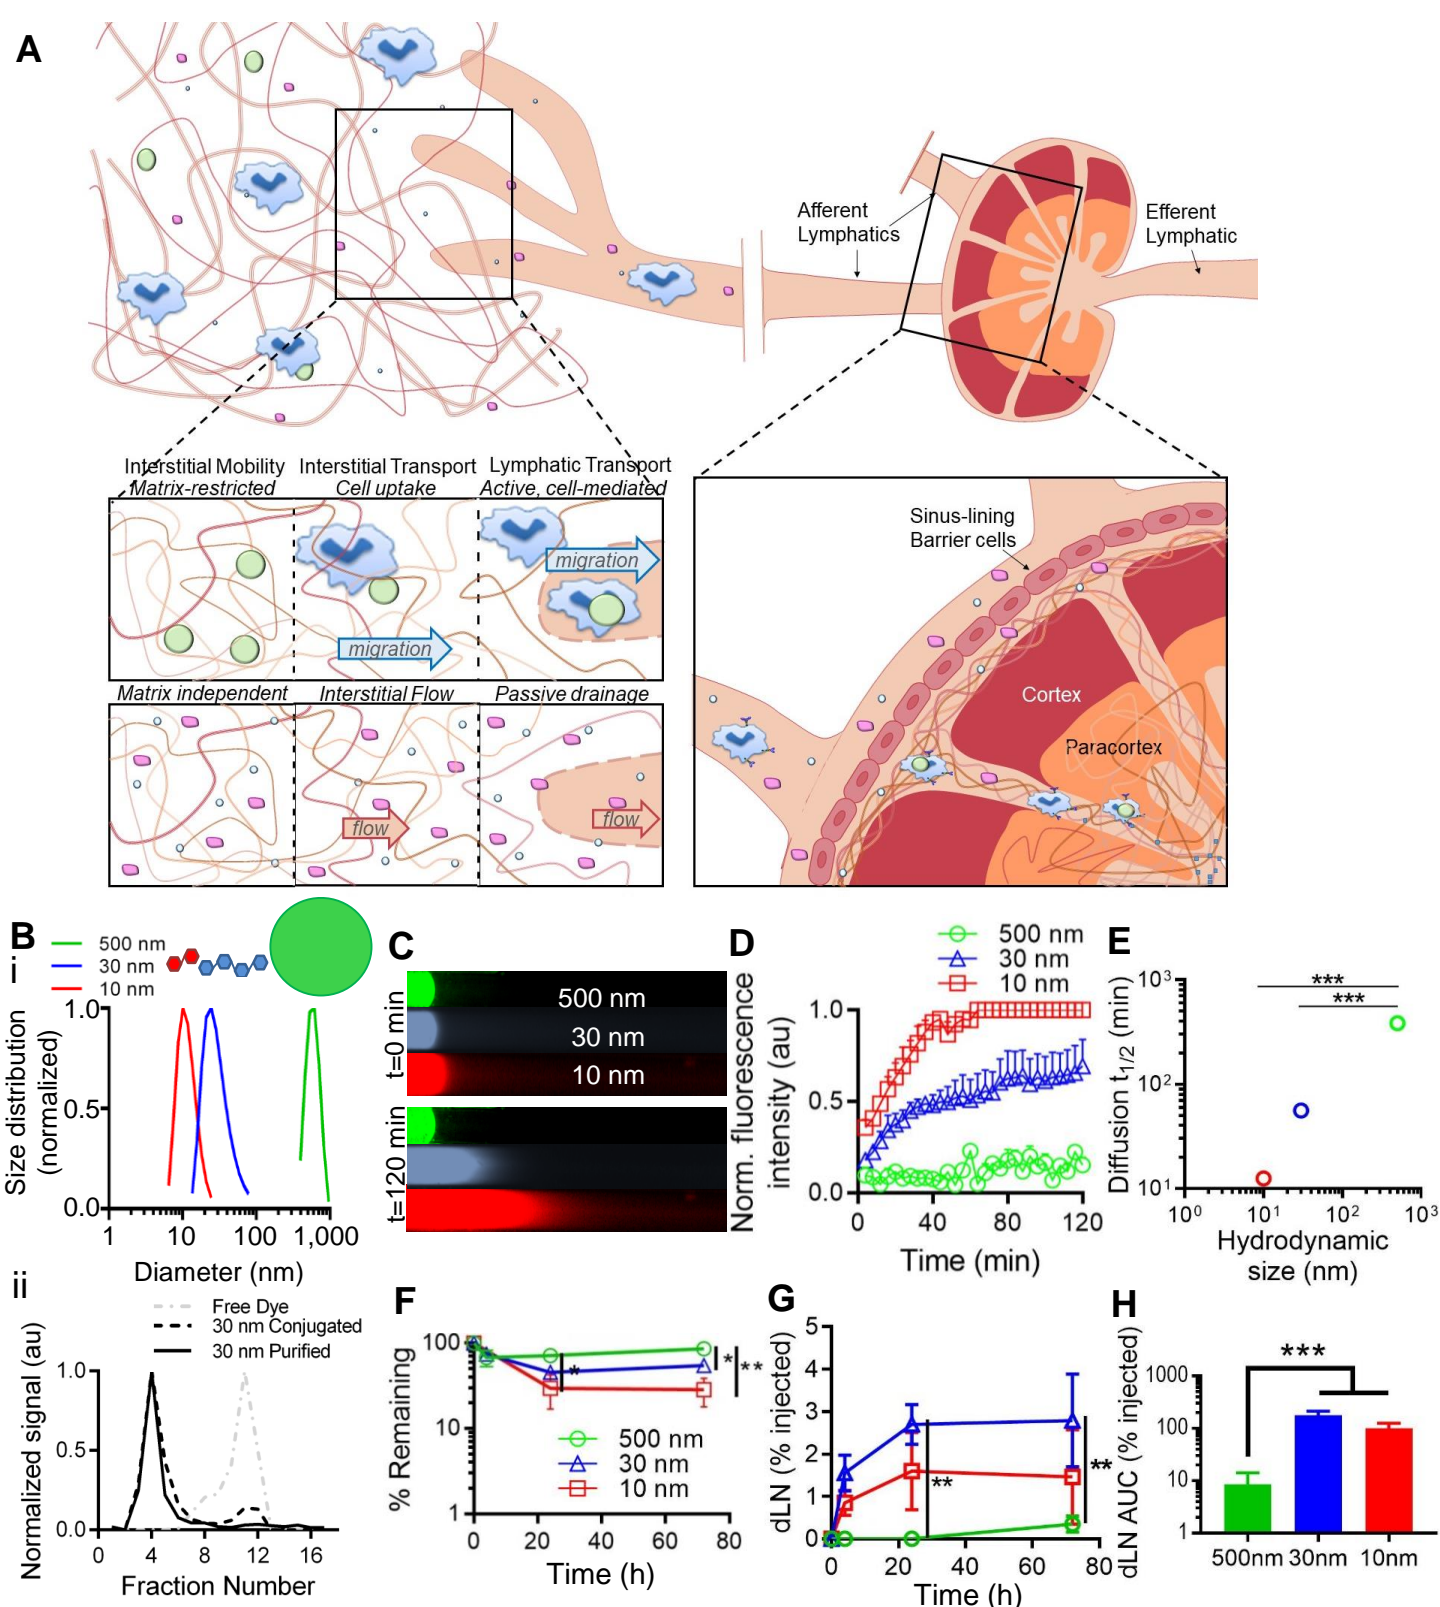 A
Afferent
Lymphatics
Efferent
Lymphatic
Interstitial Mobility
Matrix-restricted
Interstitial Transport
Cell uptake
Lymphatic Transport
Active, cell-mediated
migration
migration
Matrix independent
Interstitial Flow
Passive drainage
flow
flow
Sinus-lining
Barrier cells
Cortex
Paracortex
B
i
500 nm
30 nm
10 nm
Size distribution
(normalized)
1.0
0.5
0.0
1 10 100 1,000
Diameter (nm)
ii
Free Dye
30 nm Conjugated
30 nm Purified
Normalized signal (au)
1.0
0.5
0.0
0 4 8 12 16
Fraction Number
C
t=0 min
500 nm
30 nm
10 nm
t=120 min
D
500 nm
30 nm
10 nm
Norm. fluorescence
intensity (au)
1.0
0.5
0.0
0 40 80 120
Time (min)
E
Diffusion t1/2 (min)
10³
10²
10¹
***
***
10⁰ 10¹ 10² 10³
Hydrodynamic
size (nm)
F
% Remaining
100
10
1
*
* **
500 nm
30 nm
10 nm
0 20 40 60 80
Time (h)
G
dLN (% injected)
5
4
3
2
1
0
**
**
0 20 40 60 80
Time (h)
H
dLN AUC (% injected)
1000
100
10
1
***
500nm 30nm 10nm